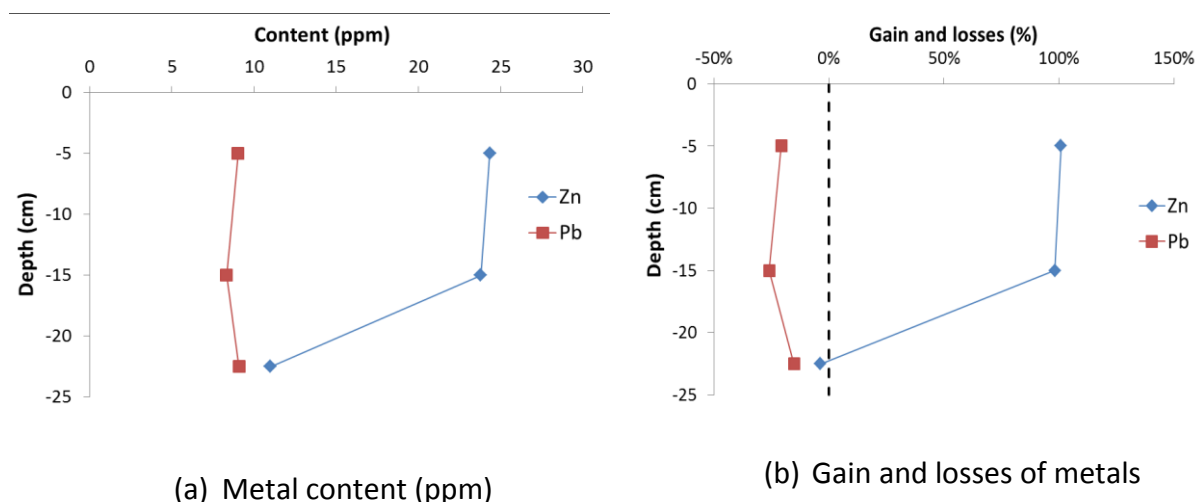 Content (ppm)
0 5 10 15 20 25 30
0
-5
-10
-15
-20
-25
Depth (cm)
Zn
Pb
(a) Metal content (ppm)
Gain and losses (%)
-50% 0% 50% 100% 150%
0
-5
-10
-15
-20
-25
Depth (cm)
Zn
Pb
(b) Gain and losses of metals